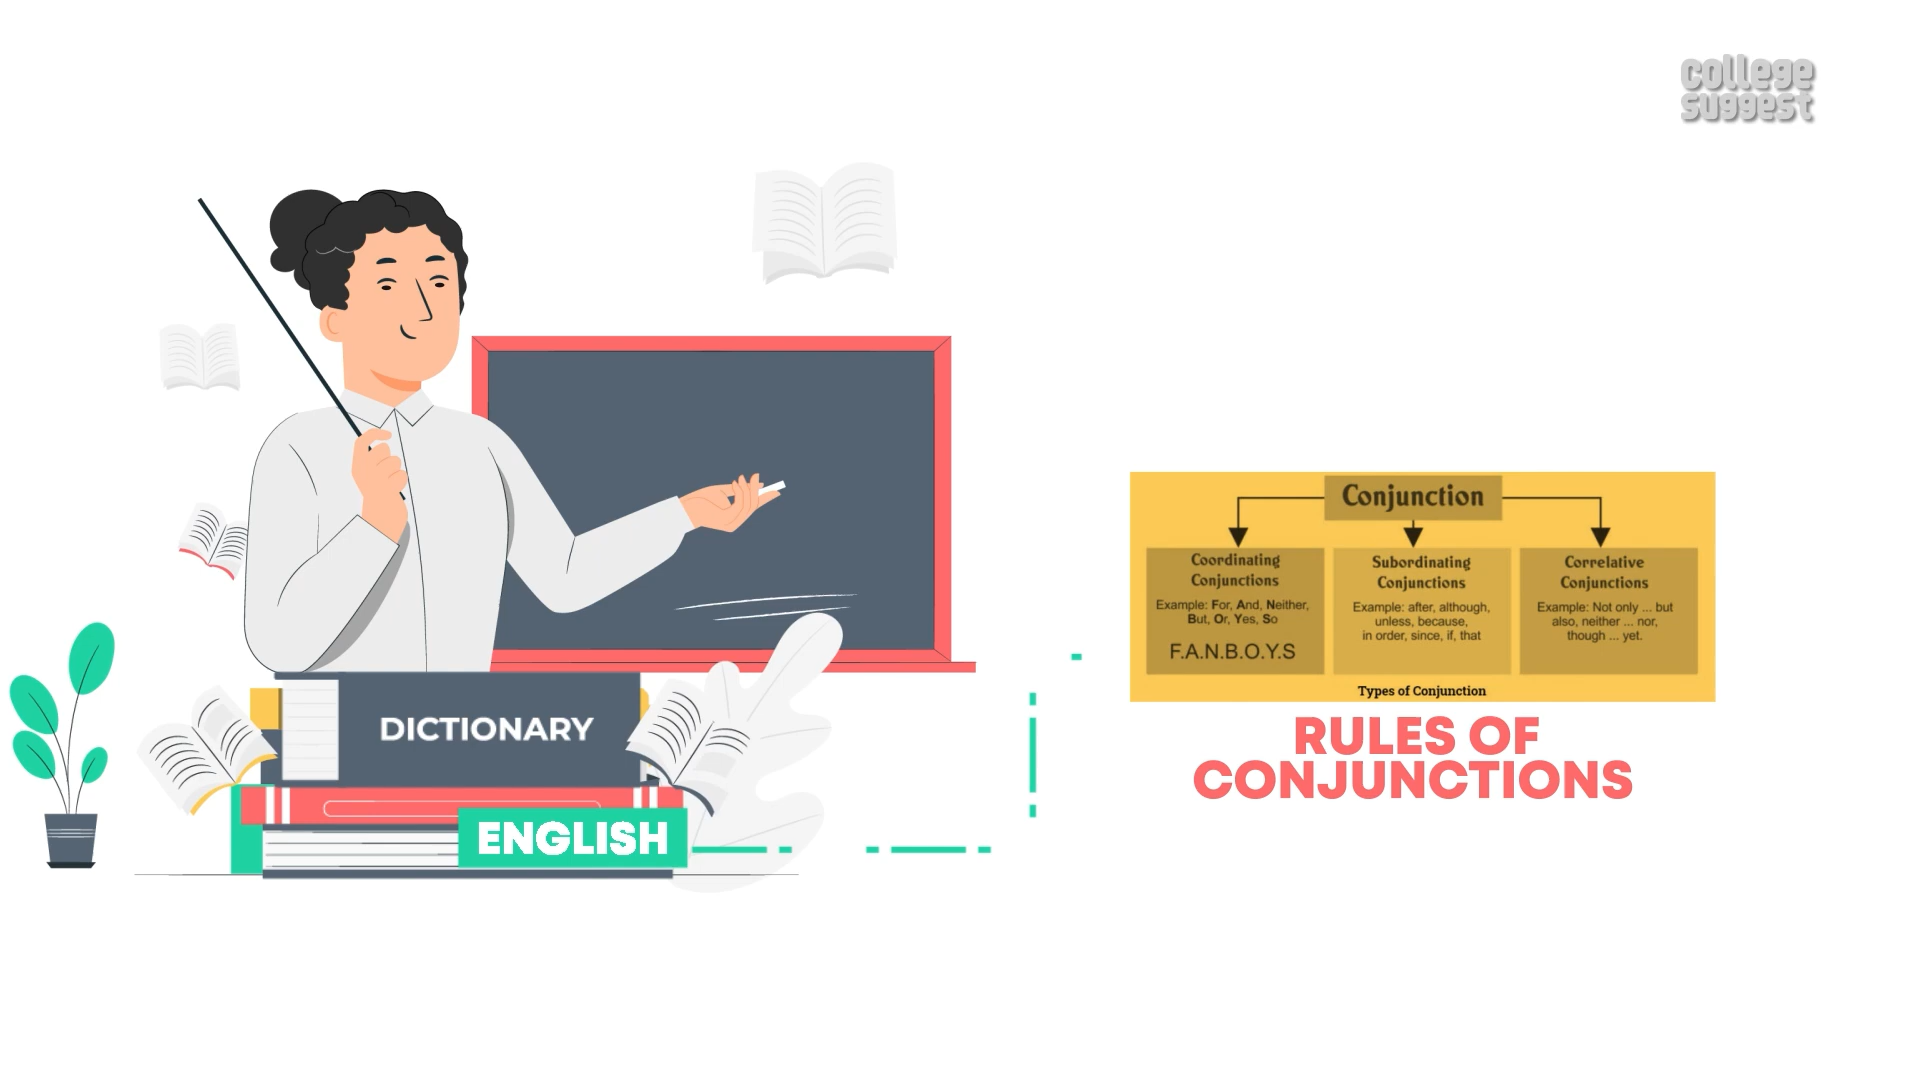 college
suggest
Conjunction
Coordinating
Conjunctions
Example: For, And, Neither,
But, Or, Yes, So
F.A.N.B.O.Y.S
Subordinating
Conjunctions
Example: after, although,
unless, because,
in order, since, if, that
Correlative
Conjunctions
Example: Not only ... but
also, neither ... nor,
though ... yet.
Types of Conjunction
RULES OF
CONJUNCTIONS
DICTIONARY
ENGLISH